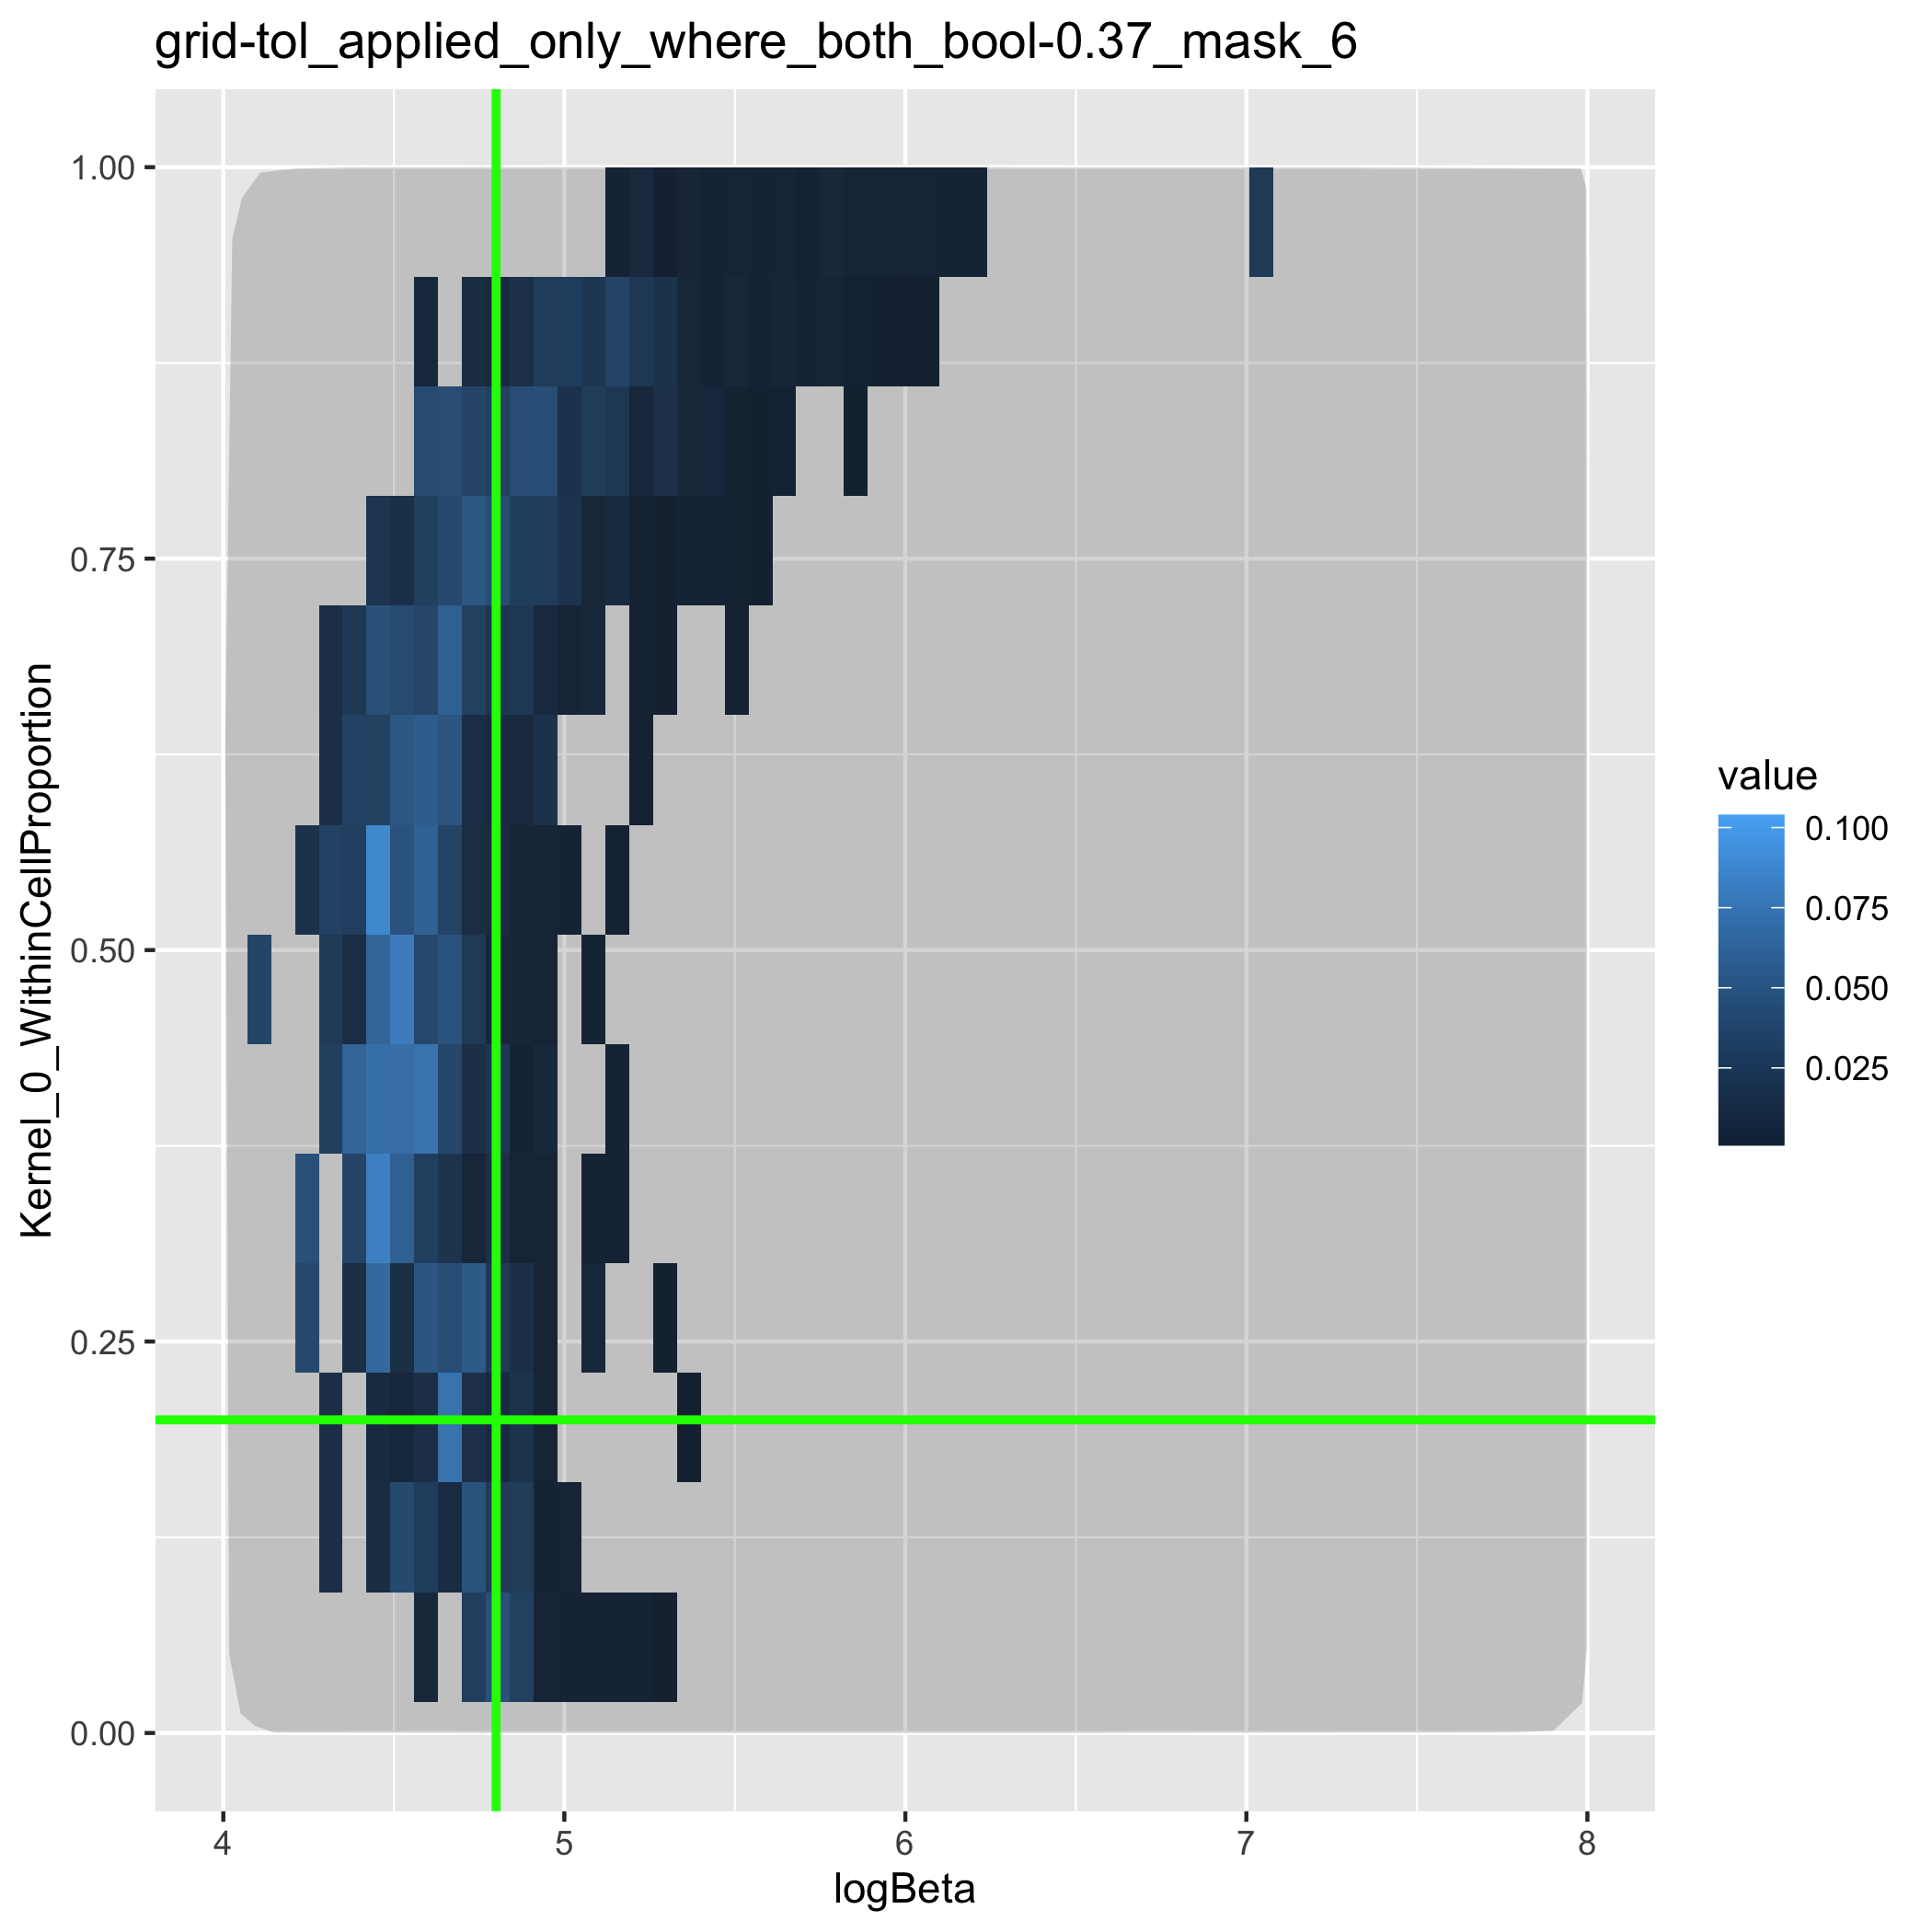 grid-tol_applied_only_where_both_bool-0.37_mask_6
1.00
0.75
0.50
0.25
0.00
Kernel_0_WithinCellProportion
4 5 6 7 8
logBeta
value
0.100
0.075
0.050
0.025